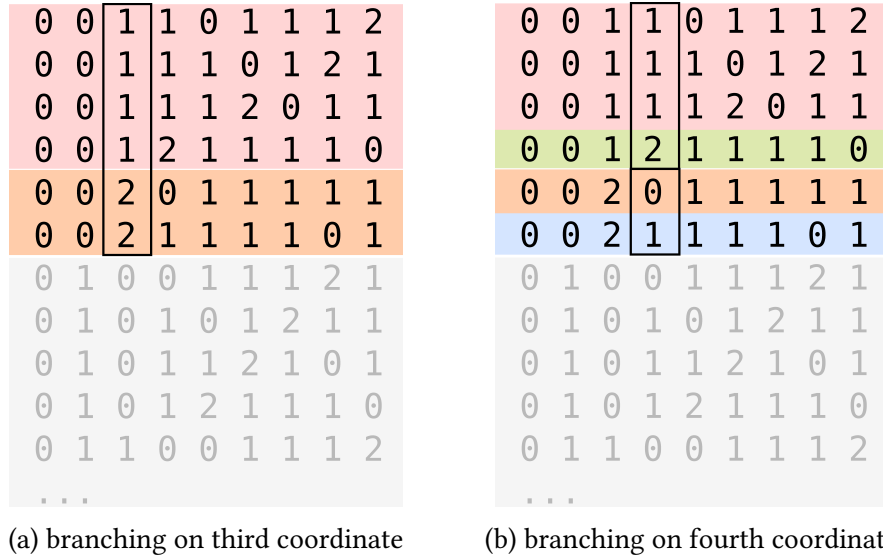 0 0 1 1 0 1 1 1 2
0 0 1 1 1 0 1 2 1
0 0 1 1 1 2 0 1 1
0 0 1 2 1 1 1 1 0
0 0 2 0 1 1 1 1 1
0 0 2 1 1 1 1 0 1
0 1 0 0 1 1 1 2 1
0 1 0 1 0 1 2 1 1
0 1 0 1 1 2 1 0 1
0 1 0 1 2 1 1 1 0
0 1 1 0 0 1 1 1 2
...
(a) branching on third coordinate
0 0 1 1 0 1 1 1 2
0 0 1 1 1 0 1 2 1
0 0 1 1 1 2 0 1 1
0 0 1 2 1 1 1 1 0
0 0 2 0 1 1 1 1 1
0 0 2 1 1 1 1 0 1
0 1 0 0 1 1 1 2 1
0 1 0 1 0 1 2 1 1
0 1 0 1 1 2 1 0 1
0 1 0 1 2 1 1 1 0
0 1 1 0 0 1 1 1 2
...
(b) branching on fourth coordinat